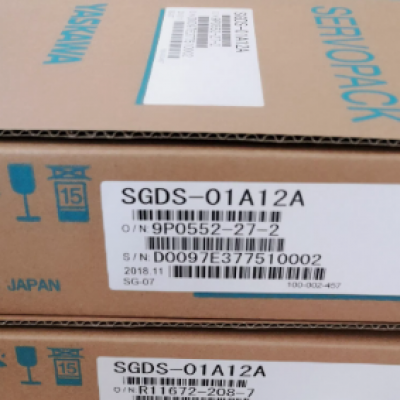 YASKAWA
SERVOPACK
SGDS-01A12A
15
SGDS-01A12A
O/N 9P0552-27-2
S/N: D0097E377510002
2018.11
SG-07
100-002-457
JAPAN
15
SGDS-01A12A
O/N: R11672-208-7